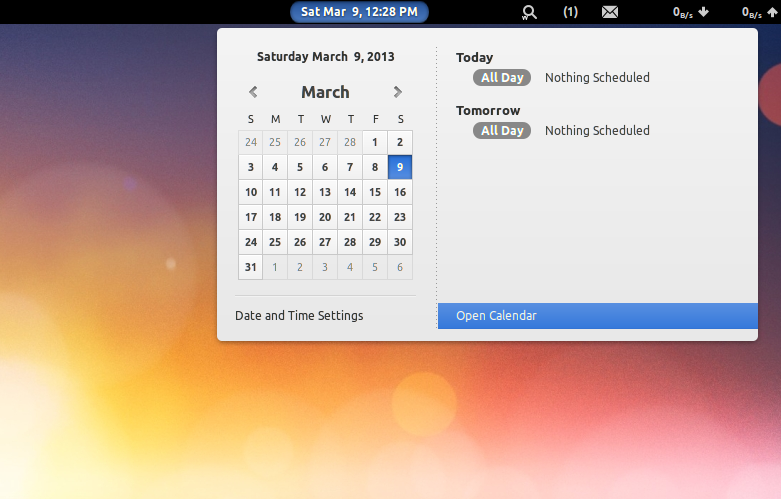 Sat Mar 9, 12:28 PM
(1)
0B/s
0B/s
Saturday March 9, 2013
March
S M T W T F S
24 25 26 27 28 1 2
3 4 5 6 7 8 9
10 11 12 13 14 15 16
17 18 19 20 21 22 23
24 25 26 27 28 29 30
31 1 2 3 4 5 6
Date and Time Settings
Today
All Day Nothing Scheduled
Tomorrow
All Day Nothing Scheduled
Open Calendar